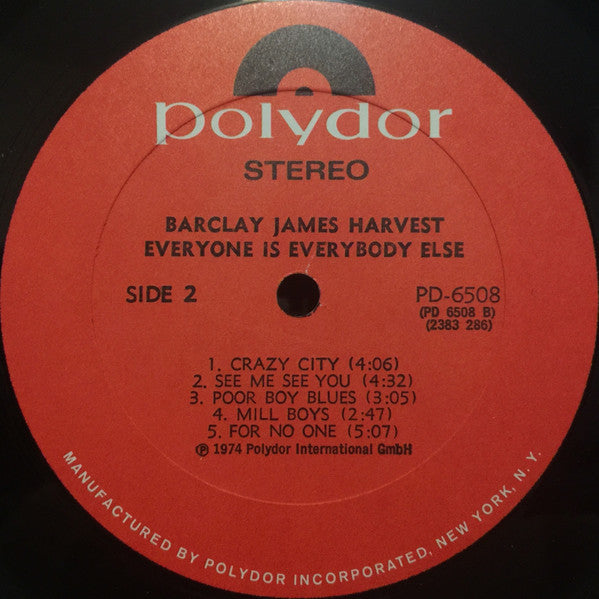 polydor
STEREO
BARCLAY JAMES HARVEST
EVERYONE IS EVERYBODY ELSE
SIDE 2
PD-6508
(PD 6508 B)
(2383 286)
1. CRAZY CITY (4:06)
2. SEE ME SEE YOU (4:32)
3. POOR BOY BLUES (3:05)
4. MILL BOYS (2:47)
5. FOR NO ONE (5:07)
℗ 1974 Polydor International GmbH
MANUFACTURED BY POLYDOR INCORPORATED, NEW YORK, N. Y.